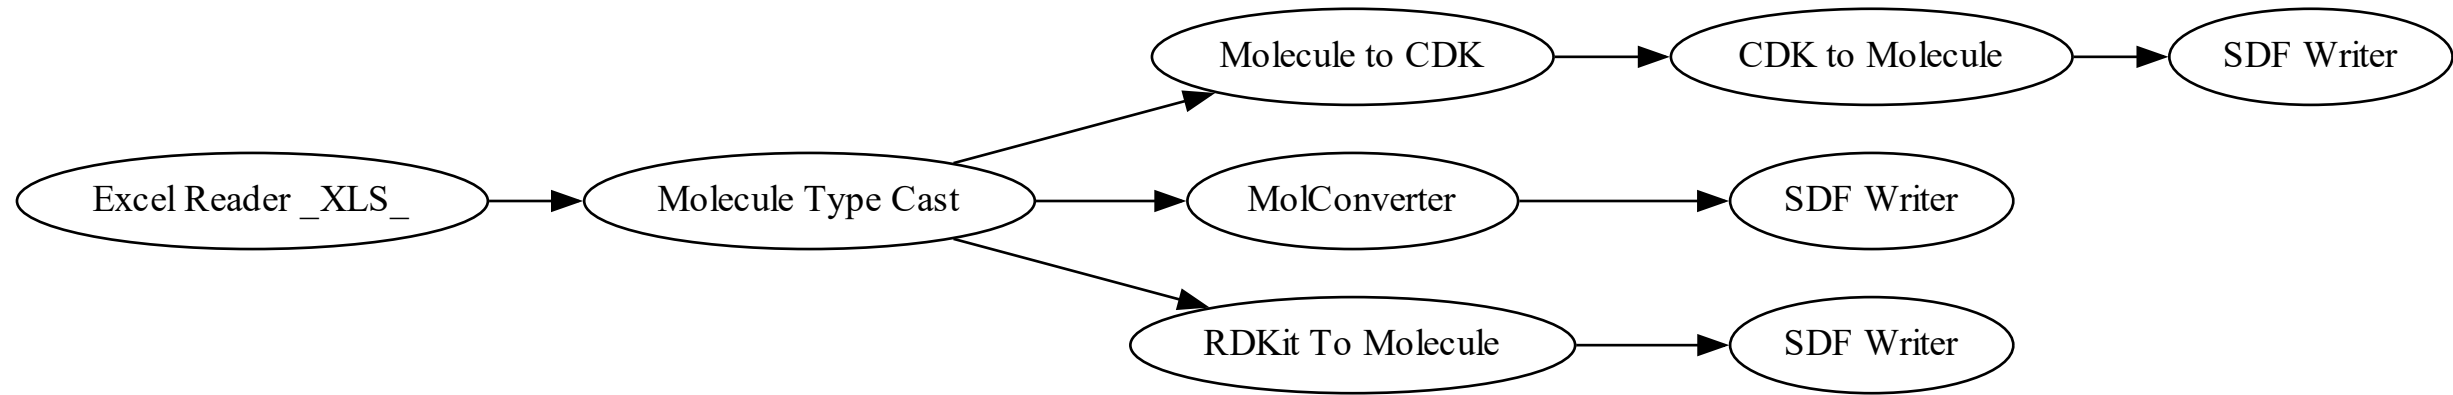 Molecule to CDK
CDK to Molecule
SDF Writer
Excel Reader _XLS_
Molecule Type Cast
MolConverter
SDF Writer
RDKit To Molecule
SDF Writer